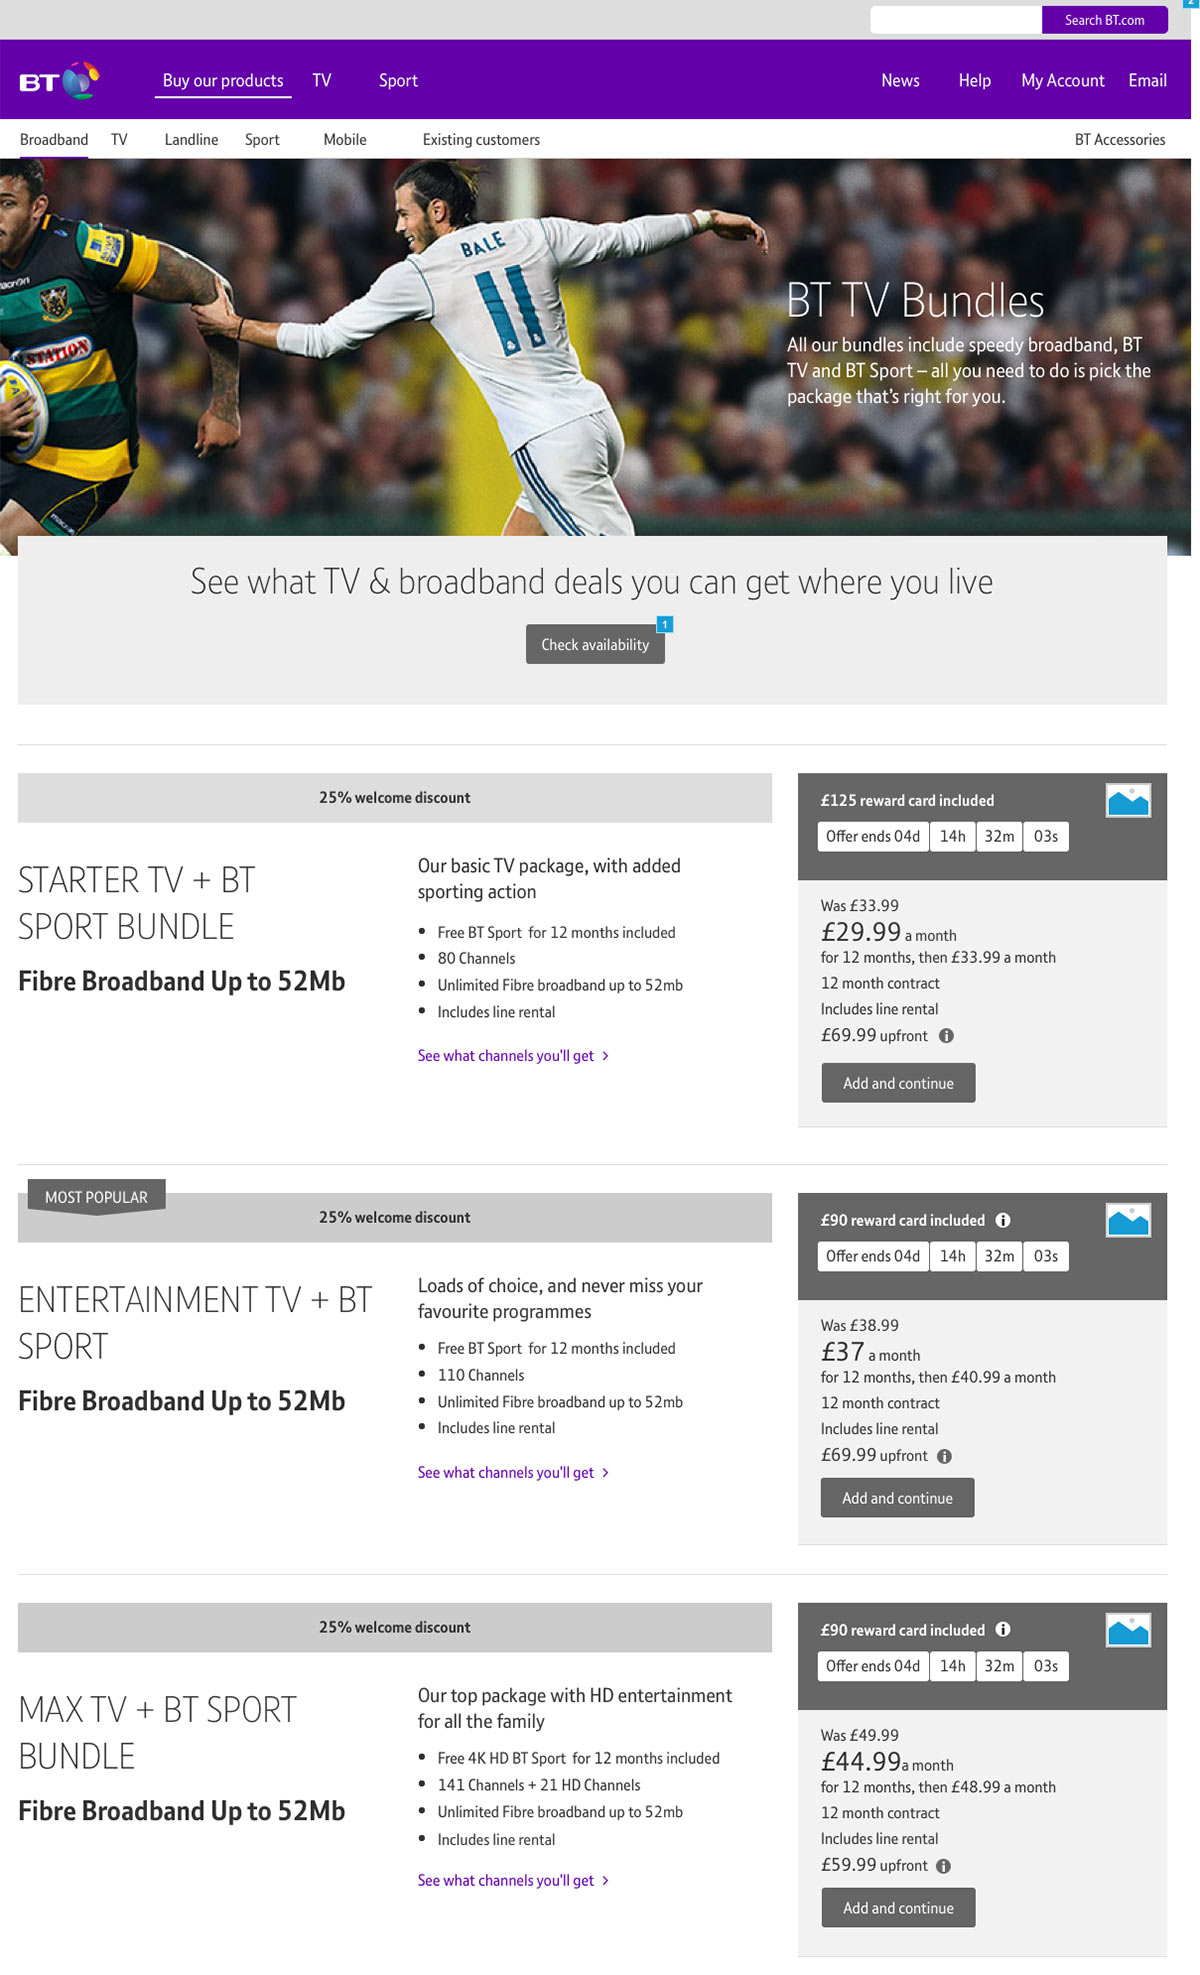 2
Search BT.com
BT
Buy our products TV Sport News Help My Account Email
Broadband TV Landline Sport Mobile Existing customers BT Accessories
BALE
11
macron
STATION
BT TV Bundles
All our bundles include speedy broadband, BT
TV and BT Sport – all you need to do is pick the
package that's right for you.
See what TV & broadband deals you can get where you live
1
Check availability
25% welcome discount
STARTER TV + BT
SPORT BUNDLE
Fibre Broadband Up to 52Mb
Our basic TV package, with added
sporting action
Free BT Sport for 12 months included
80 Channels
Unlimited Fibre broadband up to 52mb
Includes line rental
See what channels you'll get >
£125 reward card included
Offer ends 04d 14h 32m 03s
Was £33.99
£29.99 a month
for 12 months, then £33.99 a month
12 month contract
Includes line rental
£69.99 upfront i
Add and continue
MOST POPULAR
25% welcome discount
ENTERTAINMENT TV + BT
SPORT
Fibre Broadband Up to 52Mb
Loads of choice, and never miss your
favourite programmes
Free BT Sport for 12 months included
110 Channels
Unlimited Fibre broadband up to 52mb
Includes line rental
See what channels you'll get >
£90 reward card included i
Offer ends 04d 14h 32m 03s
Was £38.99
£37 a month
for 12 months, then £40.99 a month
12 month contract
Includes line rental
£69.99 upfront i
Add and continue
25% welcome discount
MAX TV + BT SPORT
BUNDLE
Fibre Broadband Up to 52Mb
Our top package with HD entertainment
for all the family
Free 4K HD BT Sport for 12 months included
141 Channels + 21 HD Channels
Unlimited Fibre broadband up to 52mb
Includes line rental
See what channels you'll get >
£90 reward card included i
Offer ends 04d 14h 32m 03s
Was £49.99
£44.99a month
for 12 months, then £48.99 a month
12 month contract
Includes line rental
£59.99 upfront i
Add and continue